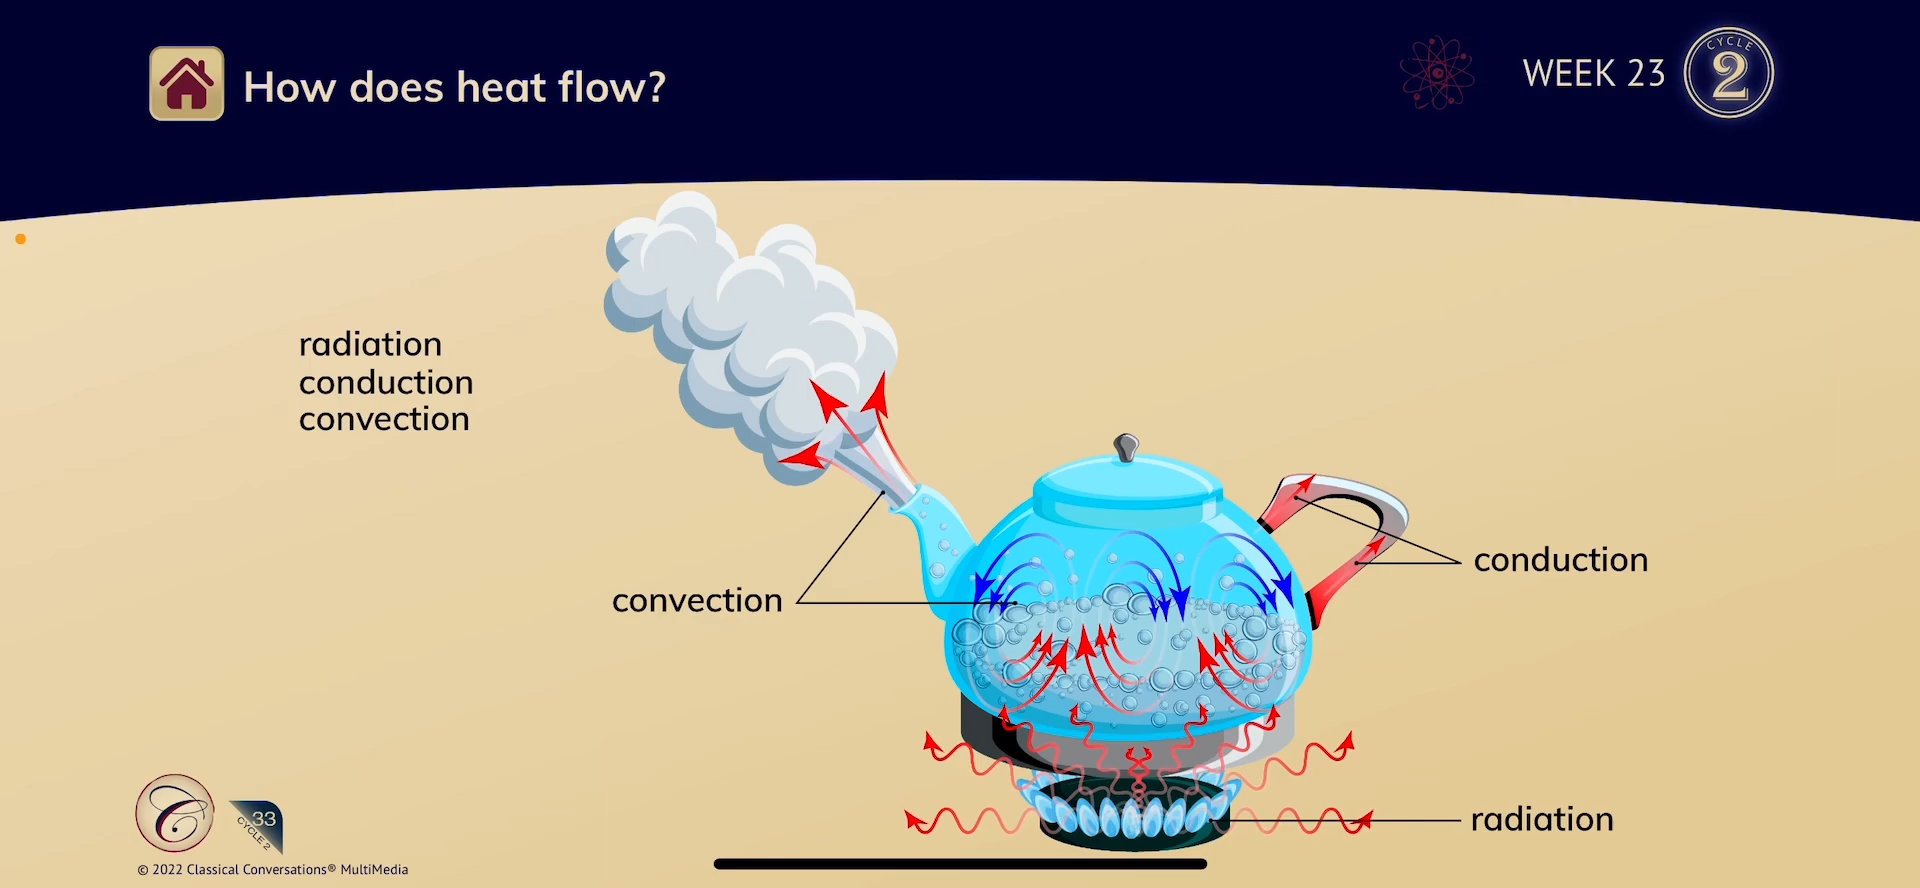 How does heat flow?
WEEK 23
CYCLE
2
radiation
conduction
convection
convection
conduction
radiation
C
33
CYCLE 2
© 2022 Classical Conversations® MultiMedia